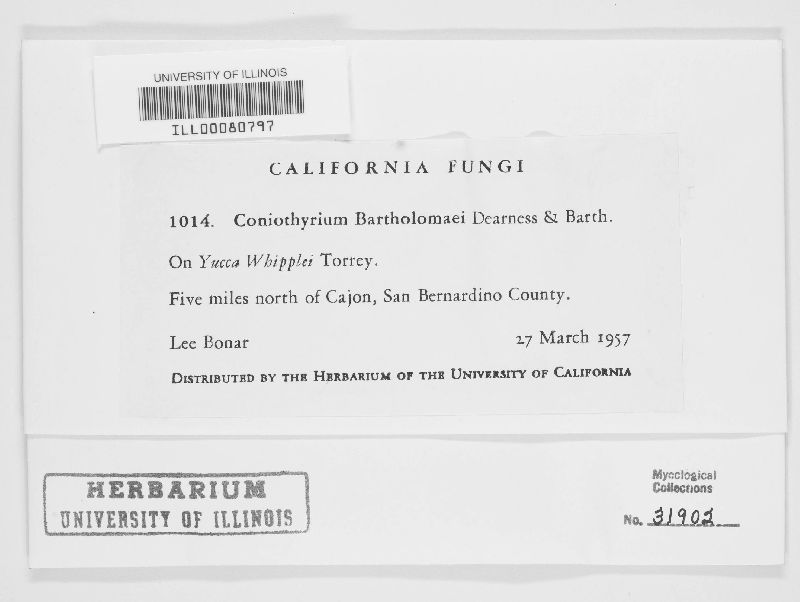 UNIVERSITY OF ILLINOIS
ILL00080797
CALIFORNIA FUNGI
1014. Coniothyrium Bartholomaei Dearness & Barth.
On Yucca Whipplei Torrey.
Five miles north of Cajon, San Bernardino County.
Lee Bonar 27 March 1957
DISTRIBUTED BY THE HERBARIUM OF THE UNIVERSITY OF CALIFORNIA
HERBARIUM
UNIVERSITY OF ILLINOIS
Mycological
Collections
No. 31902